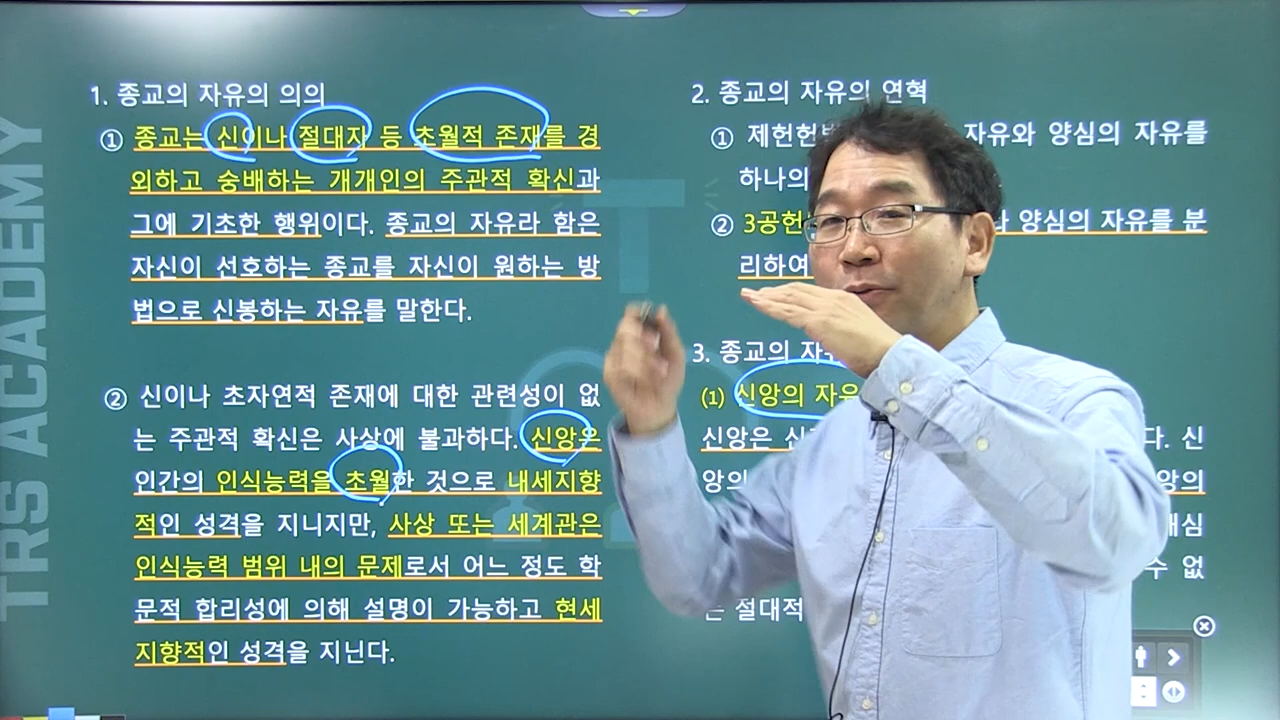 TRS ACADEMY
1. 종교의 자유의 의의
① 종교는 신이나 절대자 등 초월적 존재를 경
외하고 숭배하는 개개인의 주관적 확신과
그에 기초한 행위이다. 종교의 자유라 함은
자신이 선호하는 종교를 자신이 원하는 방
법으로 신봉하는 자유를 말한다.
② 신이나 초자연적 존재에 대한 관련성이 없
는 주관적 확신은 사상에 불과하다. 신앙은
인간의 인식능력을 초월한 것으로 내세지향
적인 성격을 지니지만, 사상 또는 세계관은
인식능력 범위 내의 문제로서 어느 정도 학
문적 합리성에 의해 설명이 가능하고 현세
지향적인 성격을 지닌다.
2. 종교의 자유의 연혁
① 제헌헌 자유와 양심의 자유를
하나의
② 3공헌 양심의 자유를 분
리하여
3. 종교의
(1) 신앙의 자유
신앙은 다. 신
앙의 앙의
내심
수 없
는 절대적